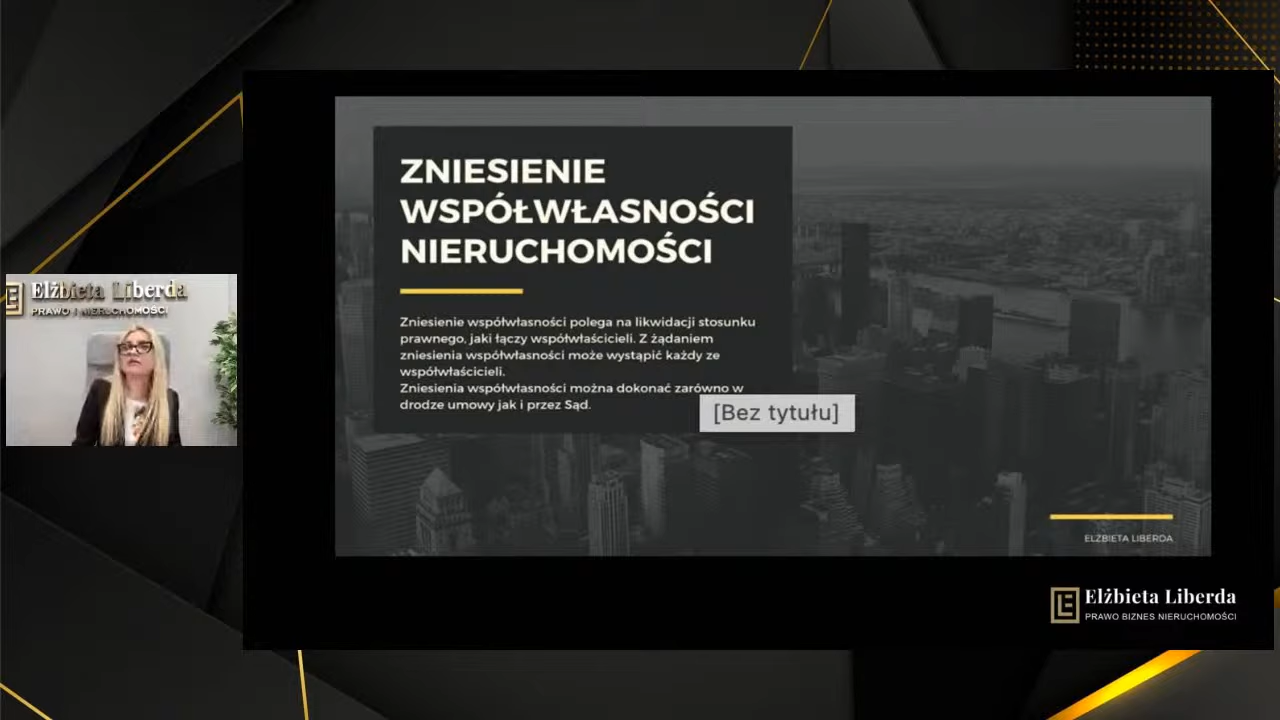 Elżbieta Liberda
PRAWO I NIERUCHOMOŚCI
ZNIESIENIE
WSPÓŁWŁASNOŚCI
NIERUCHOMOŚCI
Zniesienie współwłasności polega na likwidacji stosunku
prawnego, jaki łączy współwłaścicieli. Z żądaniem
zniesienia współwłasności może wystąpić każdy ze
współwłaścicieli.
Zniesienia współwłasności można dokonać zarówno w
drodze umowy jak i przez Sąd.
[Bez tytułu]
ELŻBIETA LIBERDA
Elżbieta Liberda
PRAWO BIZNES NIERUCHOMOŚCI